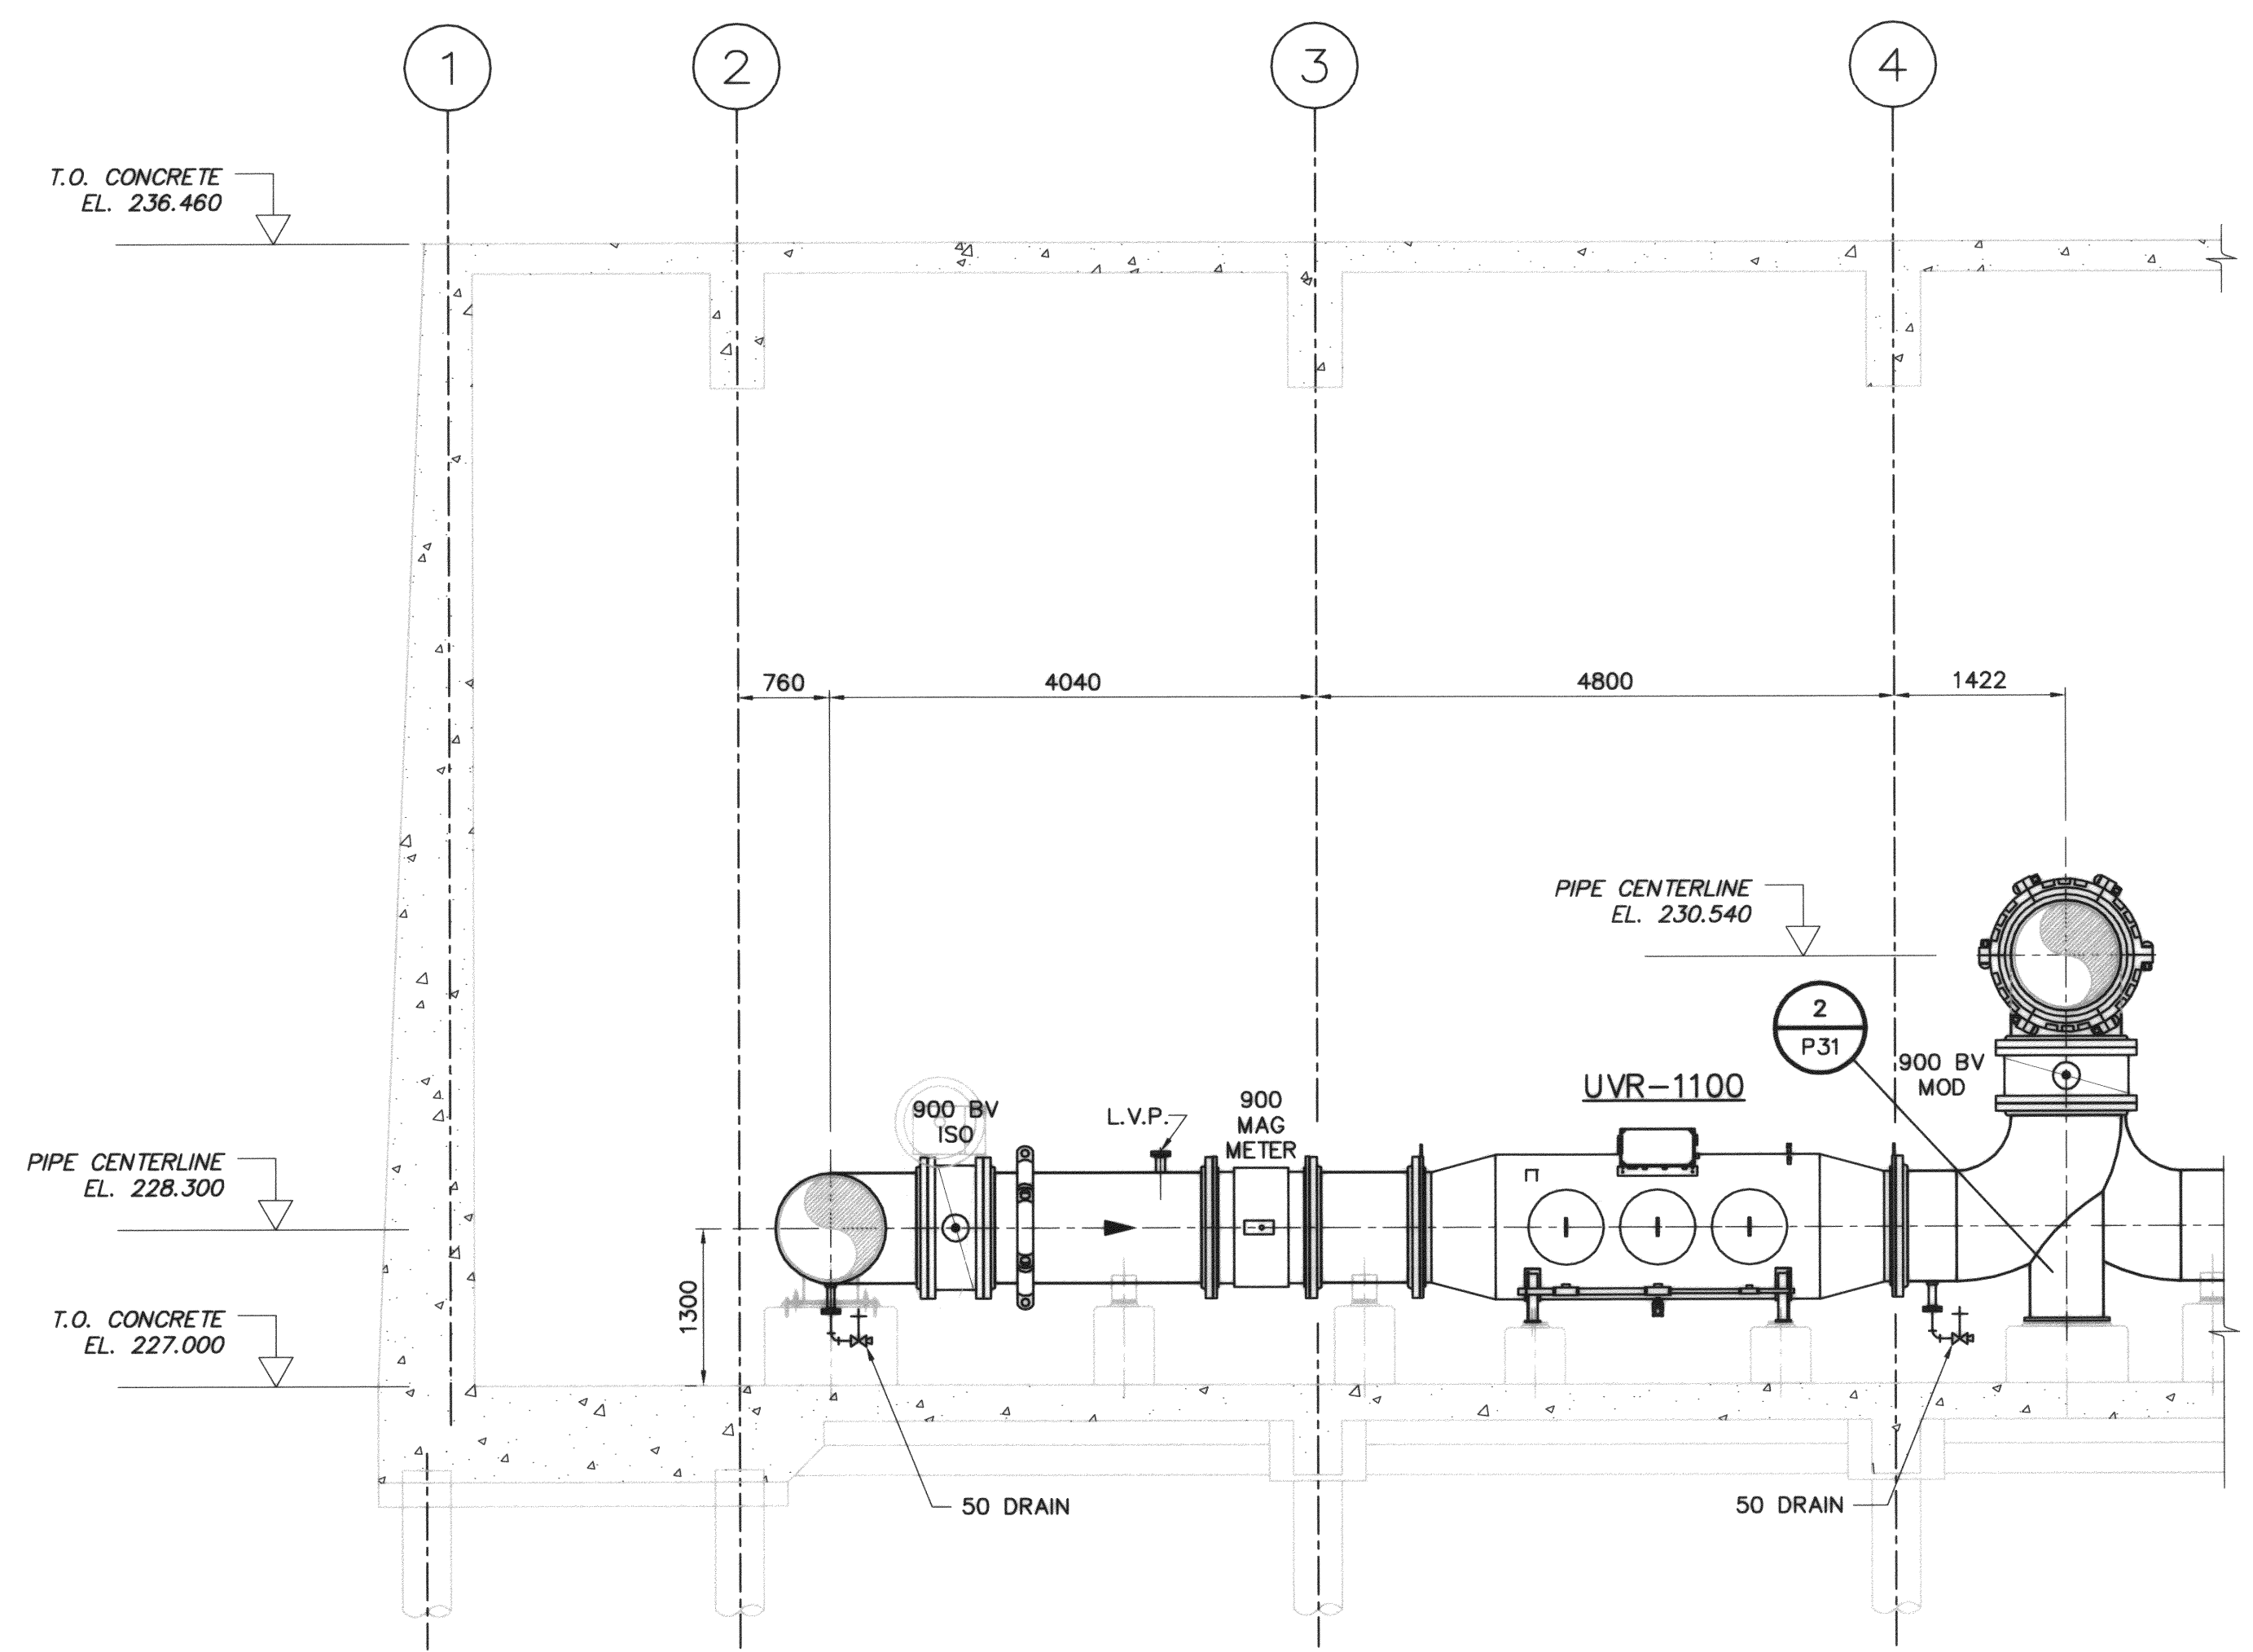 1
2
3
4
T.O. CONCRETE
EL. 236.460
760
4040
4800
1422
PIPE CENTERLINE
EL. 230.540
2
P31
900 BV
MOD
UVR-1100
900 BV
ISO
L.V.P.
900
MAG
METER
PIPE CENTERLINE
EL. 228.300
1300
T.O. CONCRETE
EL. 227.000
50 DRAIN
50 DRAIN